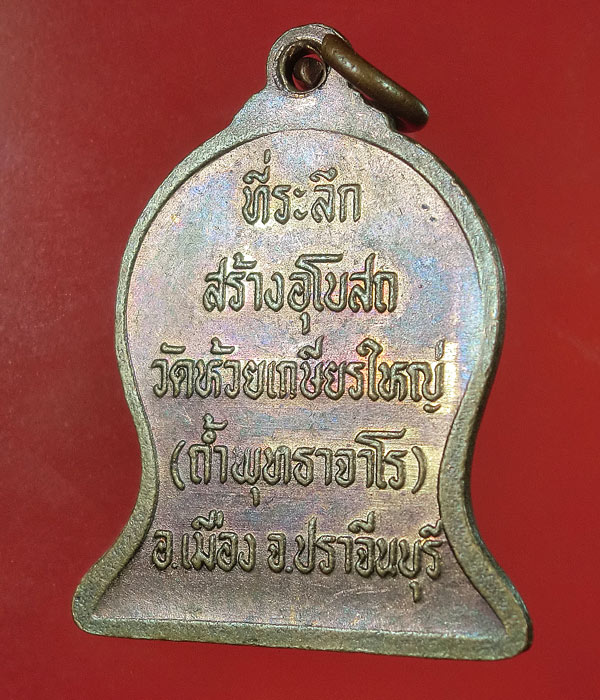 ที่ระลึก
สร้างอุโบสถ
วัดห้วยเกษียรใหญ่
(ถ้ำพุทธาจาโร)
อ.เมือง จ.ปราจีนบุรี